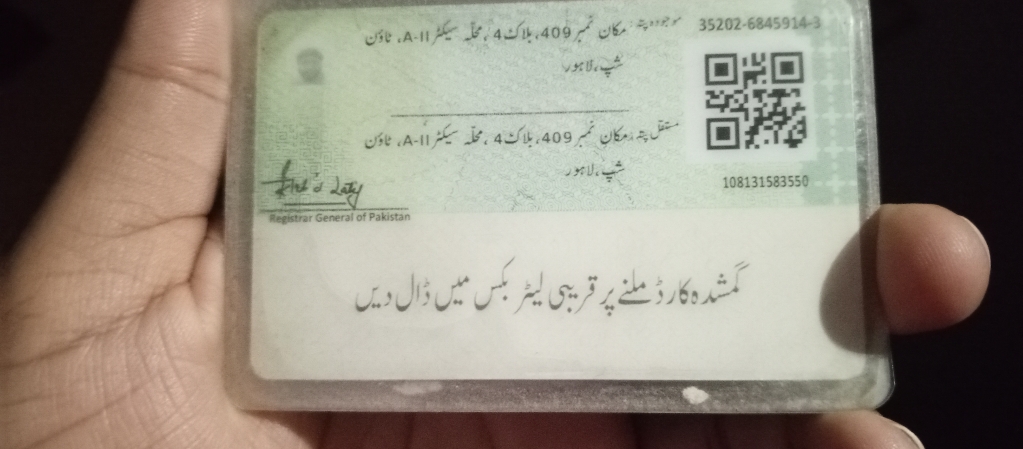 35202-6845914-3
موجودہ پتہ: مکان نمبر 409، بلاک 4، محلہ سیکٹر A-II، ٹاؤن
شپ، لاہور
مستقل پتہ: مکان نمبر 409، بلاک 4، محلہ سیکٹر A-II، ٹاؤن
شپ، لاہور
108131583550
Registrar General of Pakistan
گمشدہ کارڈ ملنے پر قریبی لیٹر بکس میں ڈال دیں